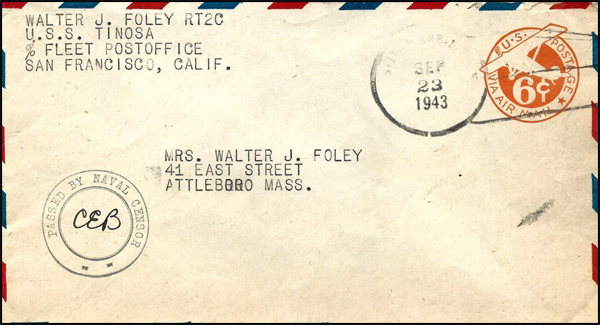 WALTER J. FOLEY RT2C
U.S.S. TINOSA
% FLEET POSTOFFICE
SAN FRANCISCO, CALIF.
SEP
23
1943
U.S. POSTAGE
6¢
VIA AIR MAIL
MRS. WALTER J. FOLEY
41 EAST STREET
ATTLEBORO MASS.
PASSED BY NAVAL CENSOR
CEB